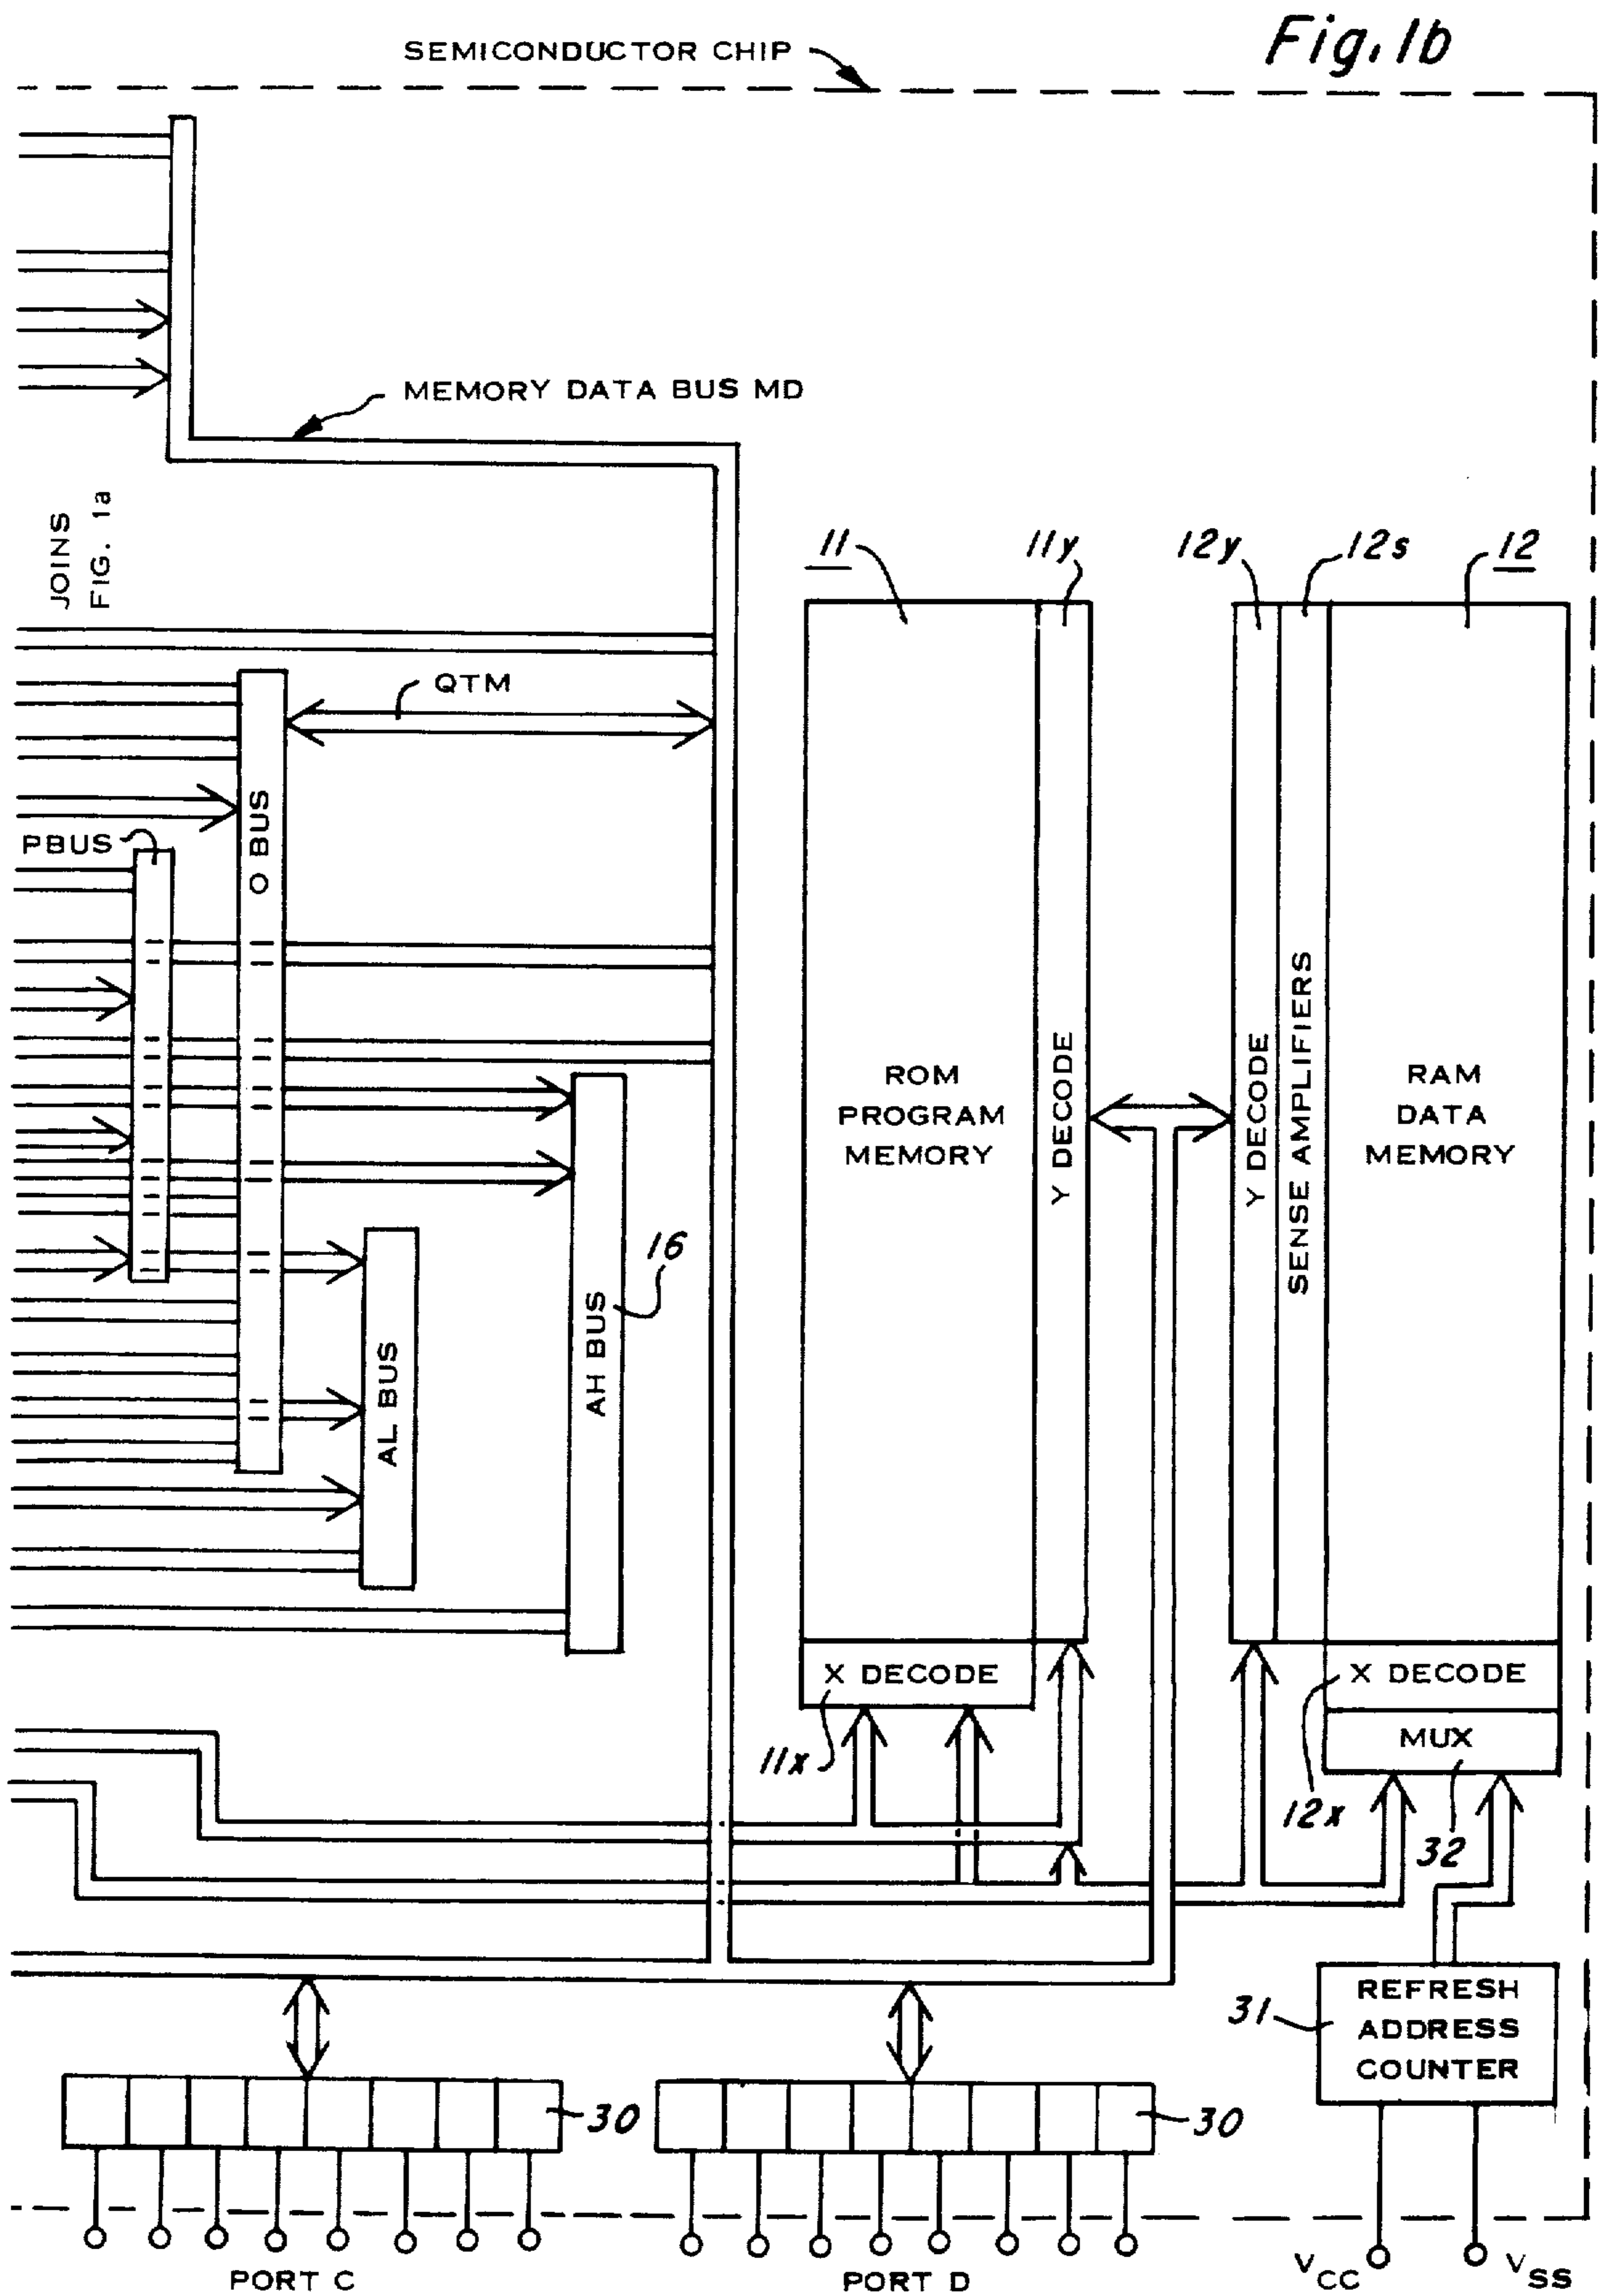 Fig. 1b
SEMICONDUCTOR CHIP
MEMORY DATA BUS MD
JOINS
FIG. 1a
11
11y
12y
12s
12
QTM
O BUS
PBUS
ROM
PROGRAM
MEMORY
Y DECODE
Y DECODE
SENSE AMPLIFIERS
RAM
DATA
MEMORY
16
AH BUS
AL BUS
X DECODE
X DECODE
MUX
11x
12x
32
REFRESH
ADDRESS
COUNTER
31
30
30
PORT C
PORT D
VCC
VSS